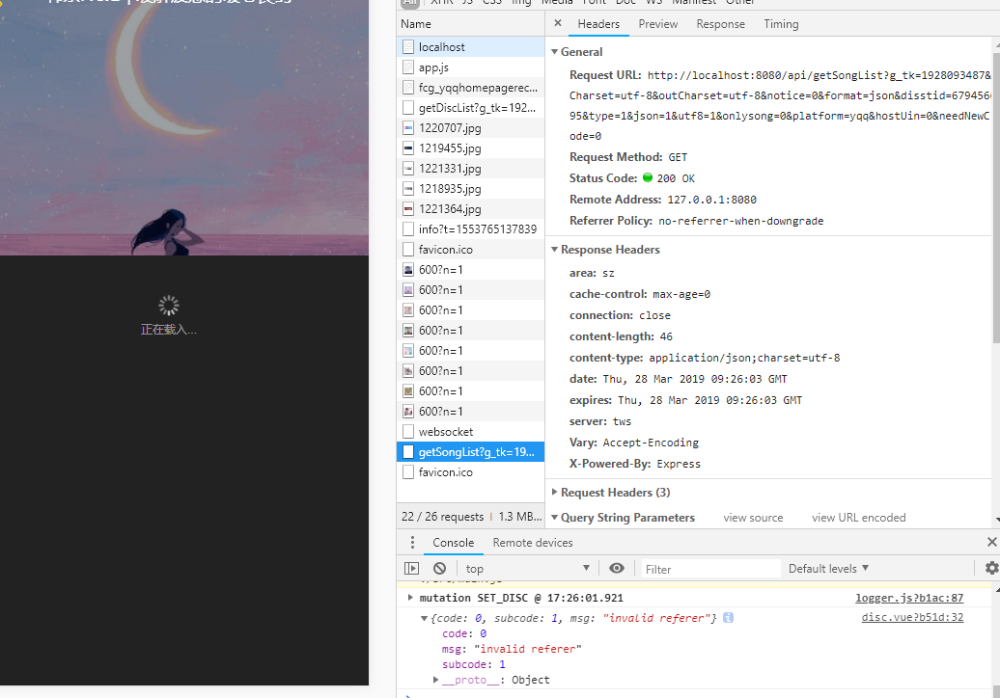 All XHR JS CSS Img Media Font Doc WS Manifest Other
Name
localhost
app.js
fcg_yqqhomepagerec...
getDiscList?g_tk=192...
1220707.jpg
1219455.jpg
1221331.jpg
1218935.jpg
1221364.jpg
info?t=1553765137839
favicon.ico
600?n=1
600?n=1
600?n=1
600?n=1
600?n=1
600?n=1
600?n=1
600?n=1
websocket
getSongList?g_tk=19...
favicon.ico
22 / 26 requests | 1.3 MB...
× Headers Preview Response Timing
General
Request URL: http://localhost:8080/api/getSongList?g_tk=1928093487&
Charset=utf-8&outCharset=utf-8&notice=0&format=json&disstid=679456
95&type=1&json=1&utf8=1&onlysong=0&platform=yqq&hostUin=0&needNewC
ode=0
Request Method: GET
Status Code: 200 OK
Remote Address: 127.0.0.1:8080
Referrer Policy: no-referrer-when-downgrade
Response Headers
area: sz
cache-control: max-age=0
connection: close
content-length: 46
content-type: application/json;charset=utf-8
date: Thu, 28 Mar 2019 09:26:03 GMT
expires: Thu, 28 Mar 2019 09:26:03 GMT
server: tws
Vary: Accept-Encoding
X-Powered-By: Express
Request Headers (3)
Query String Parameters view source view URL encoded
正在载入...
Console Remote devices
top Filter Default levels
mutation SET_DISC @ 17:26:01.921 logger.js?b1ac:87
{code: 0, subcode: 1, msg: "invalid referer"} disc.vue?b51d:32
code: 0
msg: "invalid referer"
subcode: 1
__proto__: Object